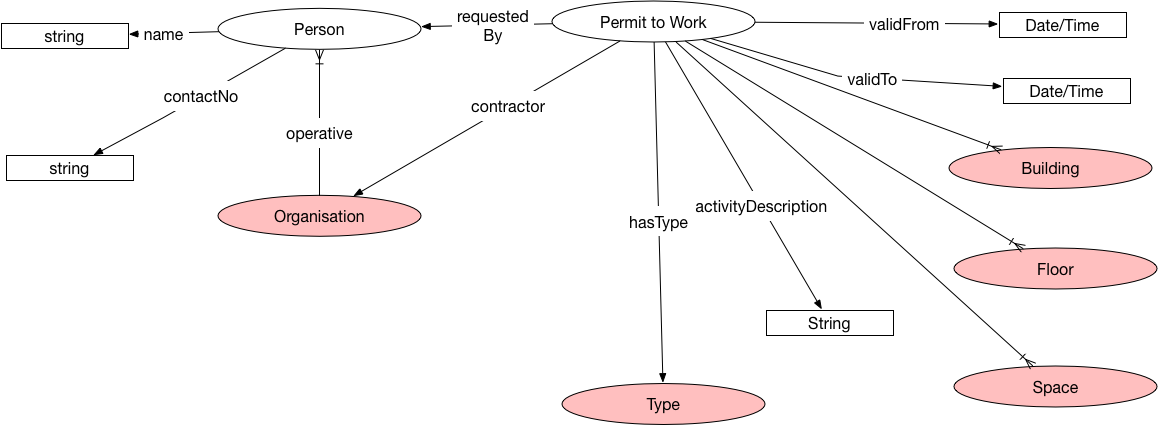 requested
By
Permit to Work
Person
validFrom
Date/Time
string
name
validTo
Date/Time
contactNo
contractor
operative
string
Building
activityDescription
Organisation
hasType
Floor
String
Space
Type